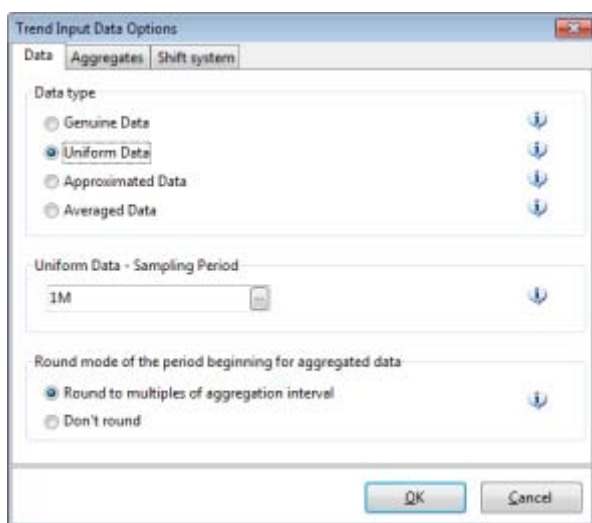 Trend Input Data Options
Data Aggregates Shift system
Data type
Genuine Data
Uniform Data
Approximated Data
Averaged Data
Uniform Data - Sampling Period
1M
...
Round mode of the period beginning for aggregated data
Round to multiples of aggregation interval
Don't round
OK Cancel